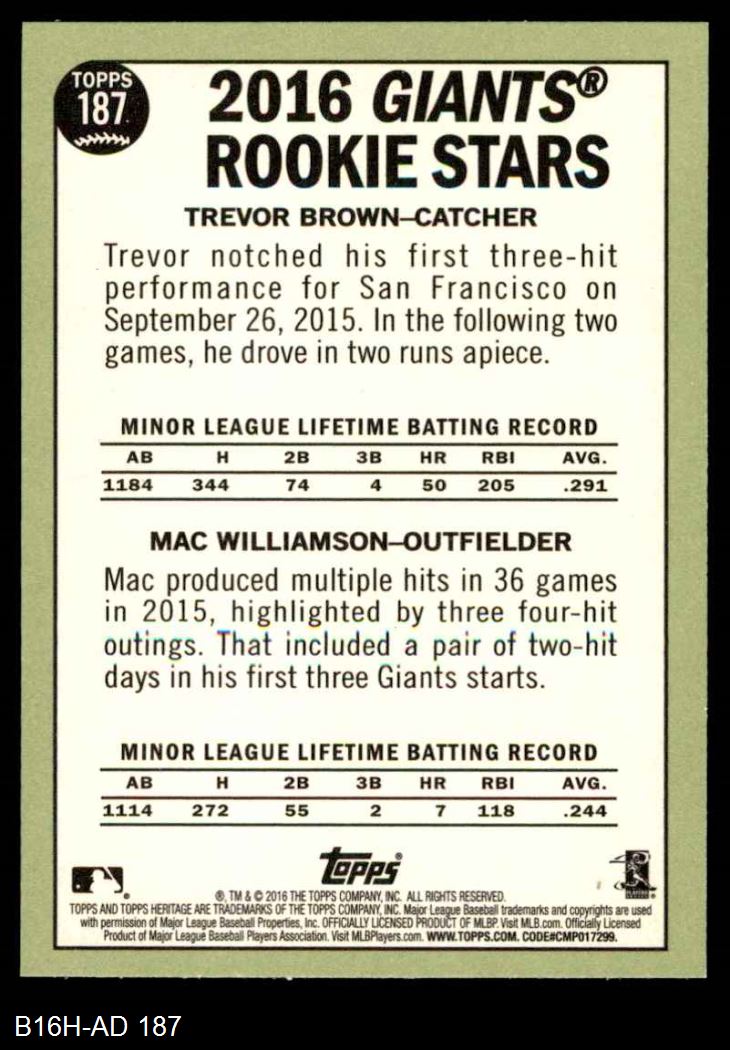 TOPPS
187
2016 GIANTS®
ROOKIE STARS
TREVOR BROWN–CATCHER
Trevor notched his first three-hit
performance for San Francisco on
September 26, 2015. In the following two
games, he drove in two runs apiece.
MINOR LEAGUE LIFETIME BATTING RECORD
AB H 2B 3B HR RBI AVG.
1184 344 74 4 50 205 .291
MAC WILLIAMSON–OUTFIELDER
Mac produced multiple hits in 36 games
in 2015, highlighted by three four-hit
outings. That included a pair of two-hit
days in his first three Giants starts.
MINOR LEAGUE LIFETIME BATTING RECORD
AB H 2B 3B HR RBI AVG.
1114 272 55 2 7 118 .244
topps®
®, TM & © 2016 THE TOPPS COMPANY, INC. ALL RIGHTS RESERVED.
TOPPS AND TOPPS HERITAGE ARE TRADEMARKS OF THE TOPPS COMPANY, INC. Major League Baseball trademarks and copyrights are used
with permission of Major League Baseball Properties, Inc. OFFICIALLY LICENSED PRODUCT OF MLBP. Visit MLB.com. Officially Licensed
Product of Major League Baseball Players Association. Visit MLBPlayers.com. WWW.TOPPS.COM. CODE#CMP017299.
B16H-AD 187